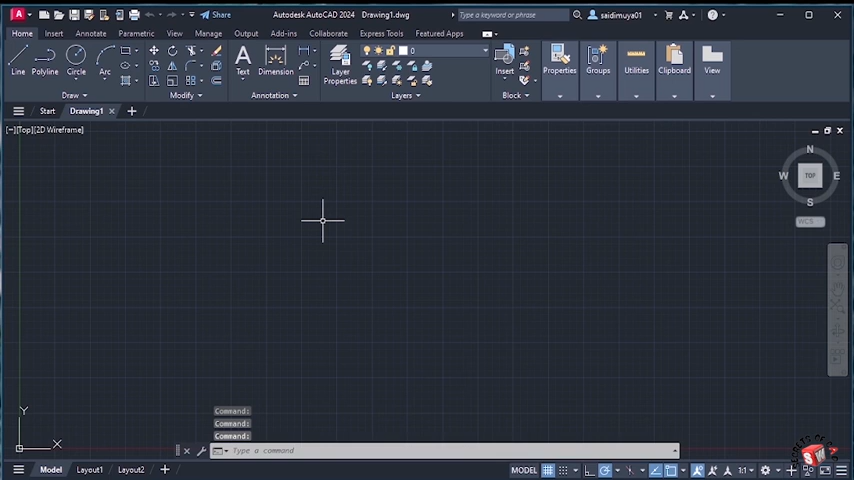 A Share Autodesk AutoCAD 2024 Drawing1.dwg Type a keyword or phrase saidimuya01
Home Insert Annotate Parametric View Manage Output Add-ins Collaborate Express Tools Featured Apps
0
Line Polyline Circle Arc Text Dimension Layer Properties Insert Properties Groups Utilities Clipboard View
Draw Modify Annotation Layers Block
Start Drawing1
[−][Top][2D Wireframe]
N
W TOP E
S
WCS
Y
X
Command:
Command:
Command:
Type a command
Model Layout1 Layout2 MODEL 1:1